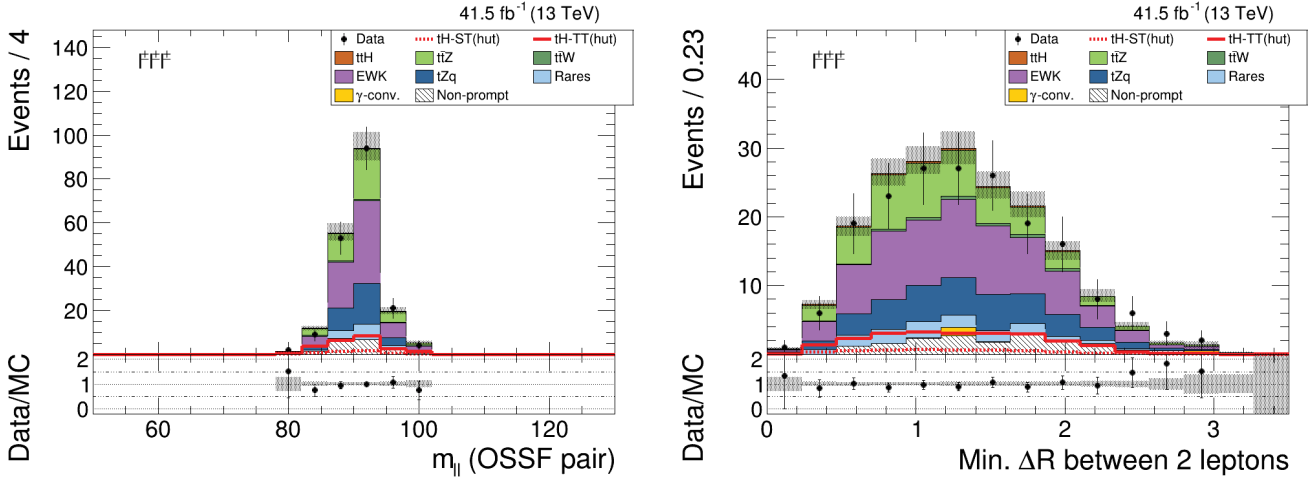 41.5 fb⁻¹ (13 TeV)
Events / 4
140
120
100
80
60
40
20
Data
tH-ST(hut)
tH-TT(hut)
tt̄H
tt̄Z
tt̄W
EWK
tZq
Rares
γ-conv.
Non-prompt
Data/MC
2
1
0
60
80
100
120
m_ll (OSSF pair)
41.5 fb⁻¹ (13 TeV)
Events / 0.23
40
30
20
10
Data
tH-ST(hut)
tH-TT(hut)
tt̄H
tt̄Z
tt̄W
EWK
tZq
Rares
γ-conv.
Non-prompt
Data/MC
2
1
0
0
1
2
3
Min. ΔR between 2 leptons